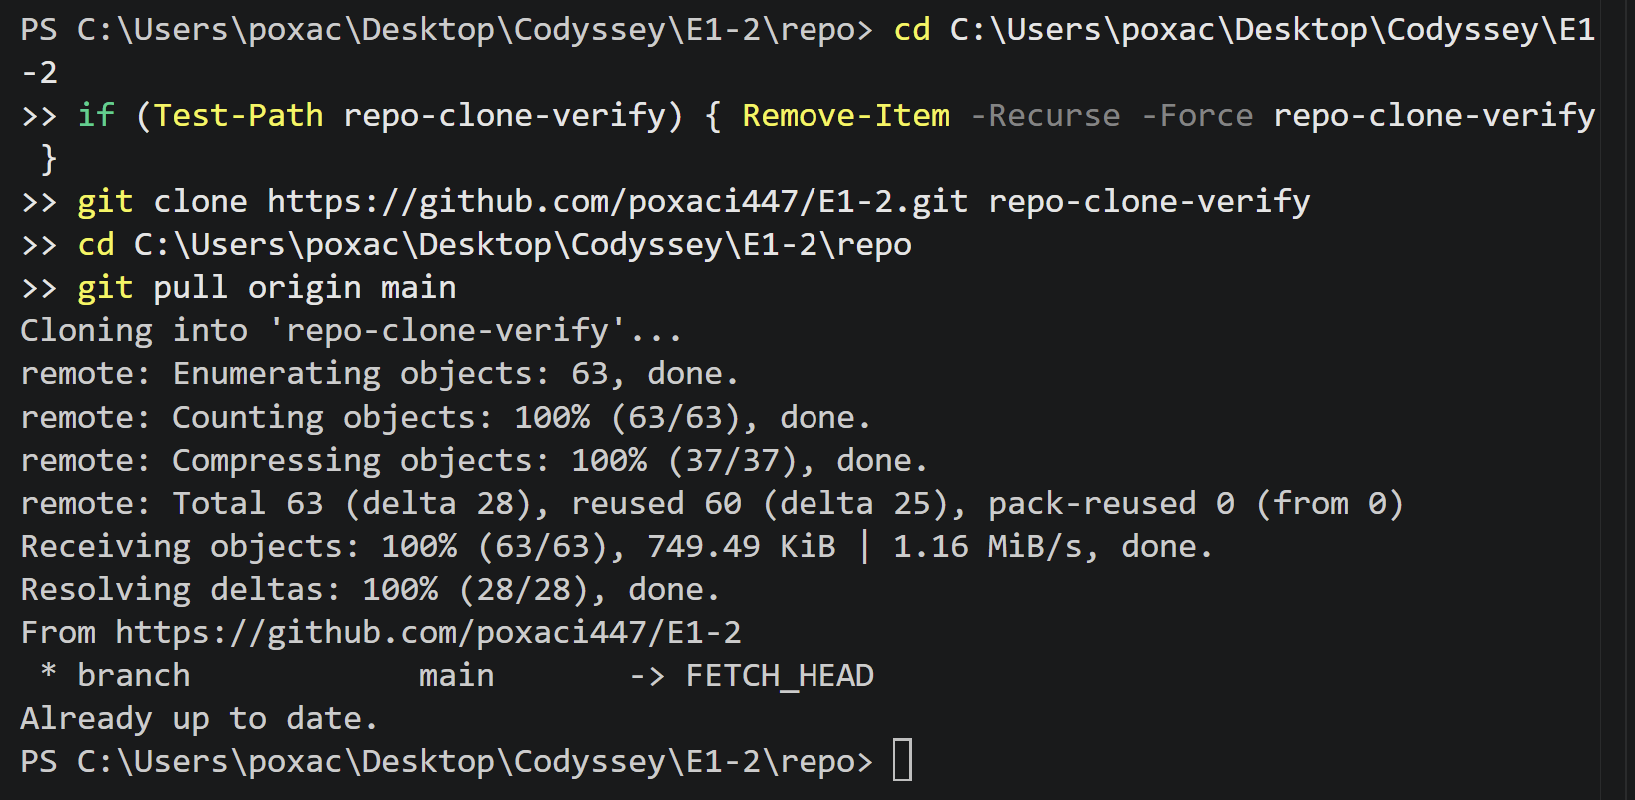 PS C:\Users\poxac\Desktop\Codyssey\E1-2\repo> cd C:\Users\poxac\Desktop\Codyssey\E1
-2
>> if (Test-Path repo-clone-verify) { Remove-Item -Recurse -Force repo-clone-verify
 }
>> git clone https://github.com/poxaci447/E1-2.git repo-clone-verify
>> cd C:\Users\poxac\Desktop\Codyssey\E1-2\repo
>> git pull origin main
Cloning into 'repo-clone-verify'...
remote: Enumerating objects: 63, done.
remote: Counting objects: 100% (63/63), done.
remote: Compressing objects: 100% (37/37), done.
remote: Total 63 (delta 28), reused 60 (delta 25), pack-reused 0 (from 0)
Receiving objects: 100% (63/63), 749.49 KiB | 1.16 MiB/s, done.
Resolving deltas: 100% (28/28), done.
From https://github.com/poxaci447/E1-2
 * branch            main       -> FETCH_HEAD
Already up to date.
PS C:\Users\poxac\Desktop\Codyssey\E1-2\repo>